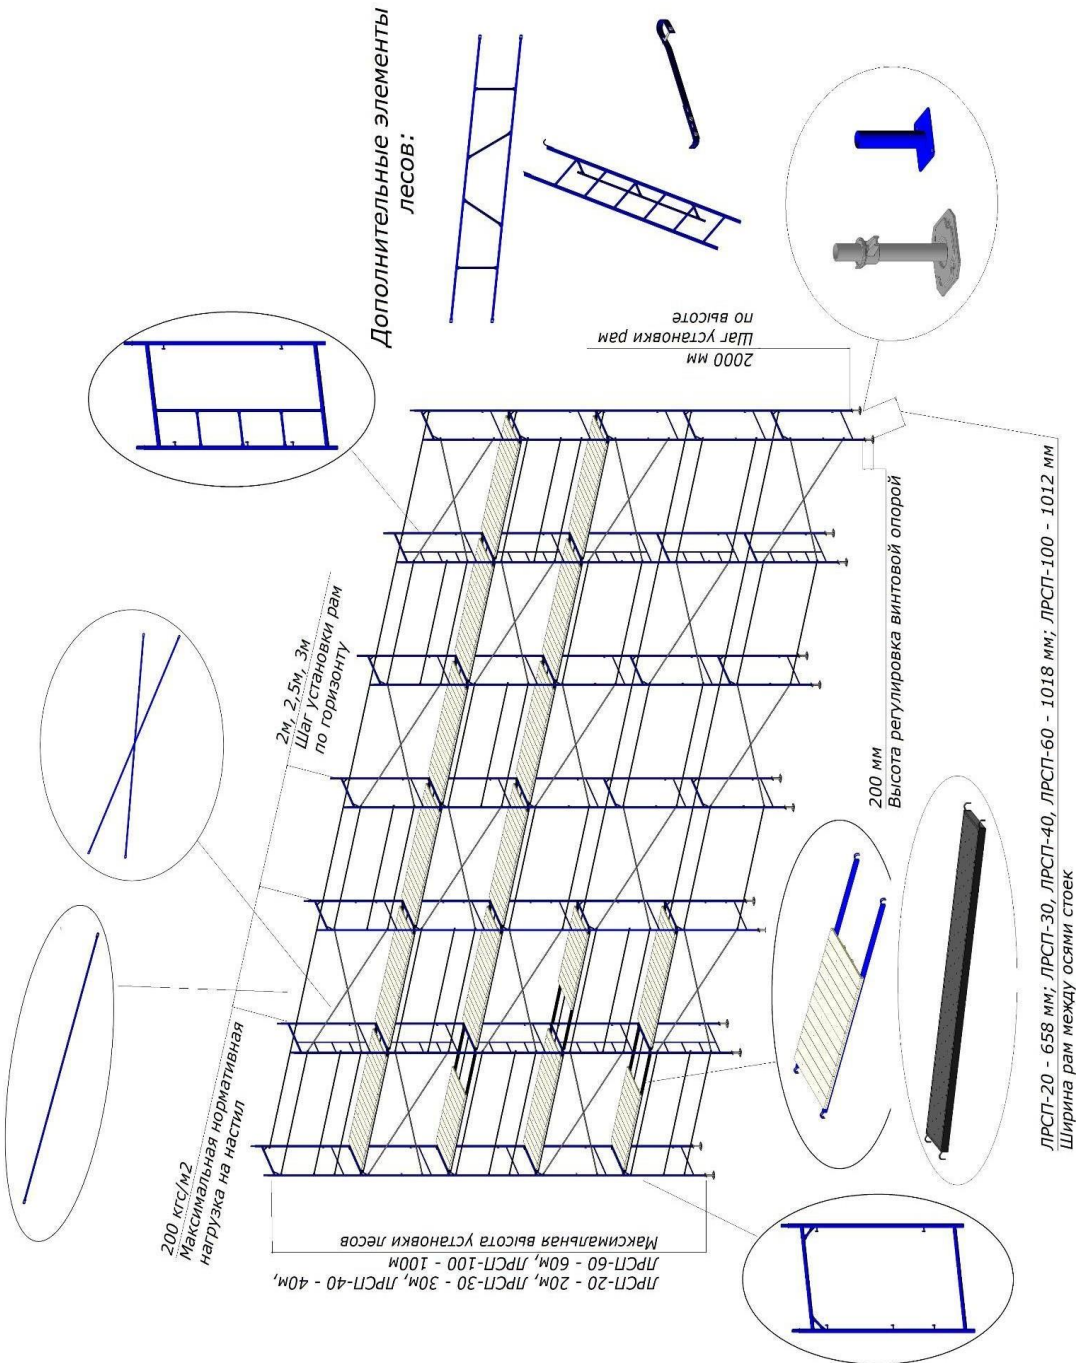 Дополнительные элементы
лесов:
2000 мм
Шаг установки рам
по высоте
2м, 2,5м, 3м
Шаг установки рам
по горизонту
200 кгс/м2
Максимальная нормативная
нагрузка на настил
ЛРСП-20 - 20м, ЛРСП-30 - 30м, ЛРСП-40 - 40м,
ЛРСП-60 - 60м, ЛРСП-100 - 100м
Максимальная высота установки лесов
200 мм
Высота регулировка винтовой опорой
ЛРСП-20 - 658 мм; ЛРСП-30, ЛРСП-40, ЛРСП-60 - 1018 мм; ЛРСП-100 - 1012 мм
Ширина рам между осями стоек